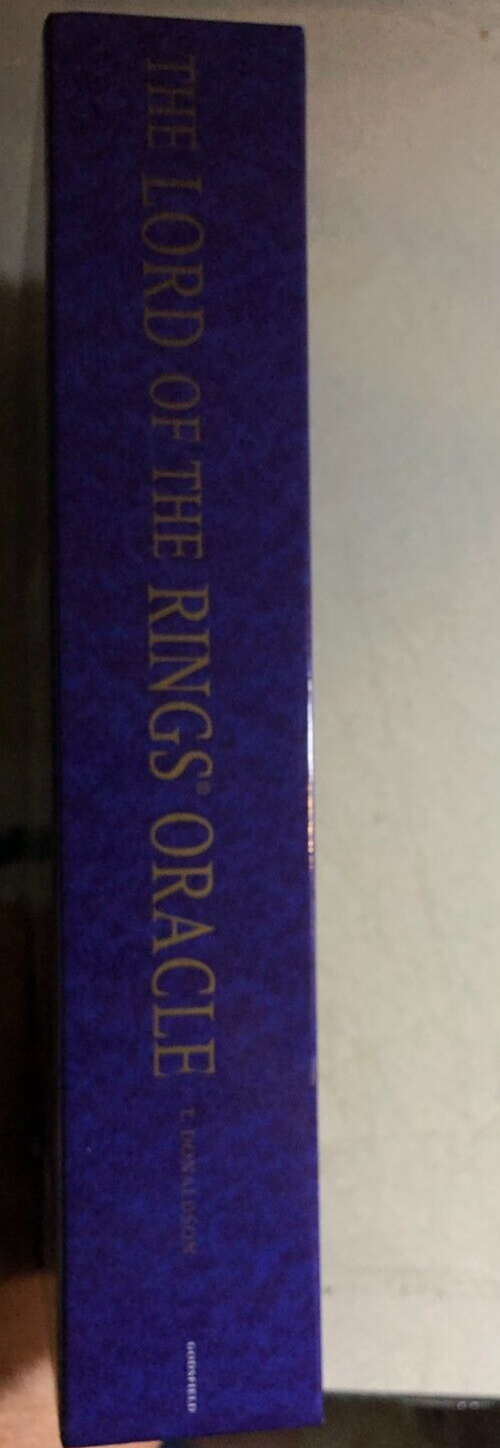 THE LORD OF THE RINGS® ORACLE
T. DONALDSON
GODSFIELD